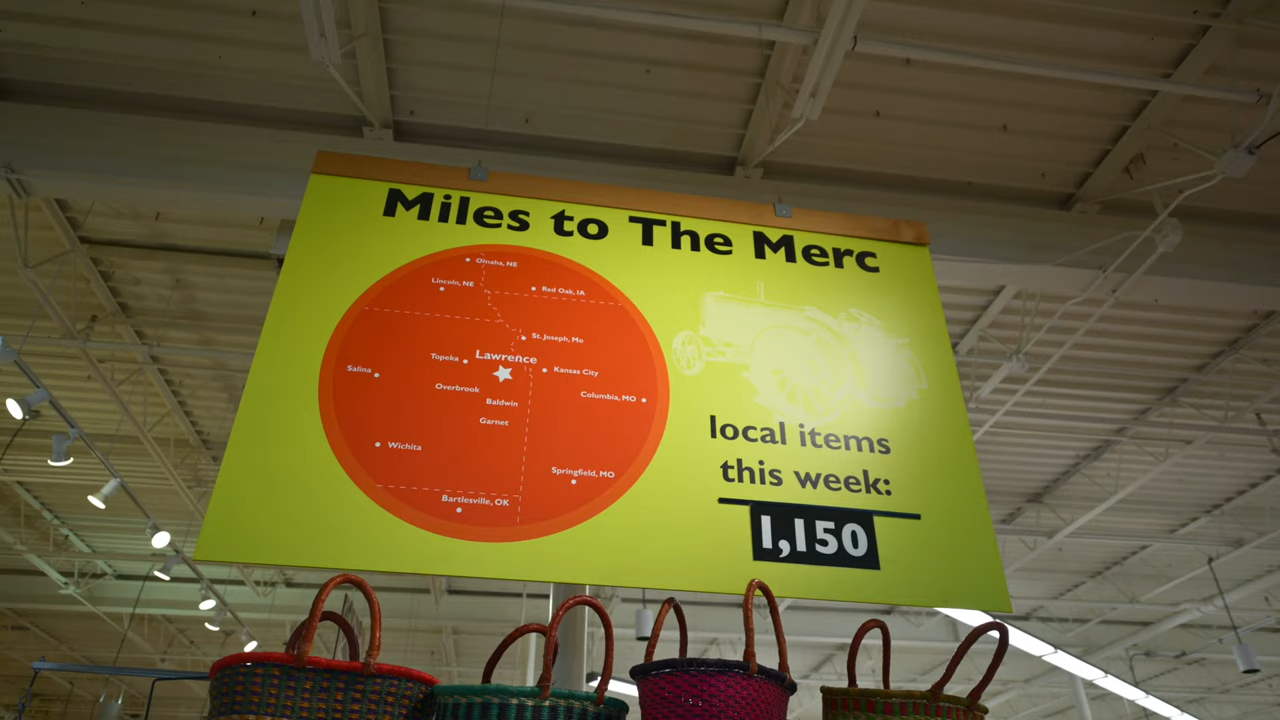 Miles to The Merc
Omaha, NE
Lincoln, NE
Red Oak, IA
St. Joseph, Mo
Lawrence
Topeka
Kansas City
Salina
Overbrook
Columbia, MO
Baldwin
Garnet
Wichita
Springfield, MO
Bartlesville, OK
local items
this week:
1,150